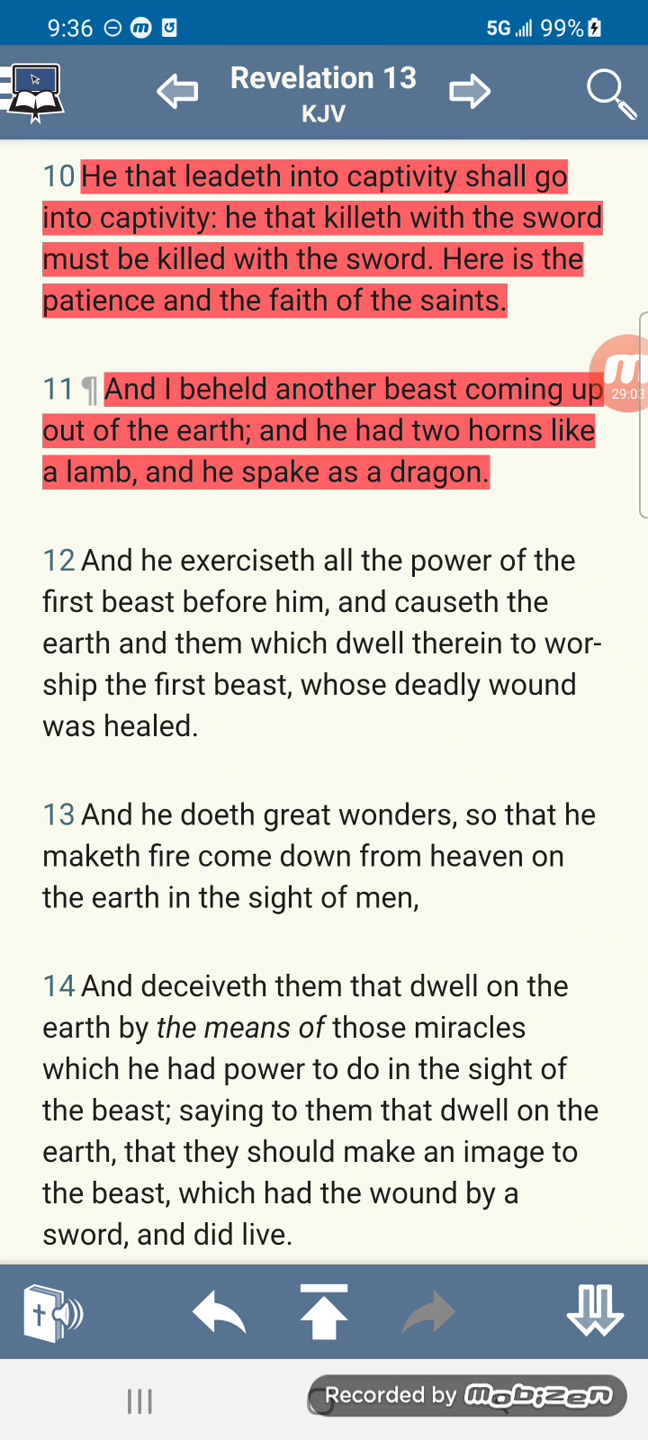 9:36
5G 99%
Revelation 13
KJV
10 He that leadeth into captivity shall go
into captivity: he that killeth with the sword
must be killed with the sword. Here is the
patience and the faith of the saints.
11 ¶ And I beheld another beast coming up
out of the earth; and he had two horns like
a lamb, and he spake as a dragon.
m
29:03
12 And he exerciseth all the power of the
first beast before him, and causeth the
earth and them which dwell therein to wor-
ship the first beast, whose deadly wound
was healed.
13 And he doeth great wonders, so that he
maketh fire come down from heaven on
the earth in the sight of men,
14 And deceiveth them that dwell on the
earth by the means of those miracles
which he had power to do in the sight of
the beast; saying to them that dwell on the
earth, that they should make an image to
the beast, which had the wound by a
sword, and did live.
Recorded by mobizen